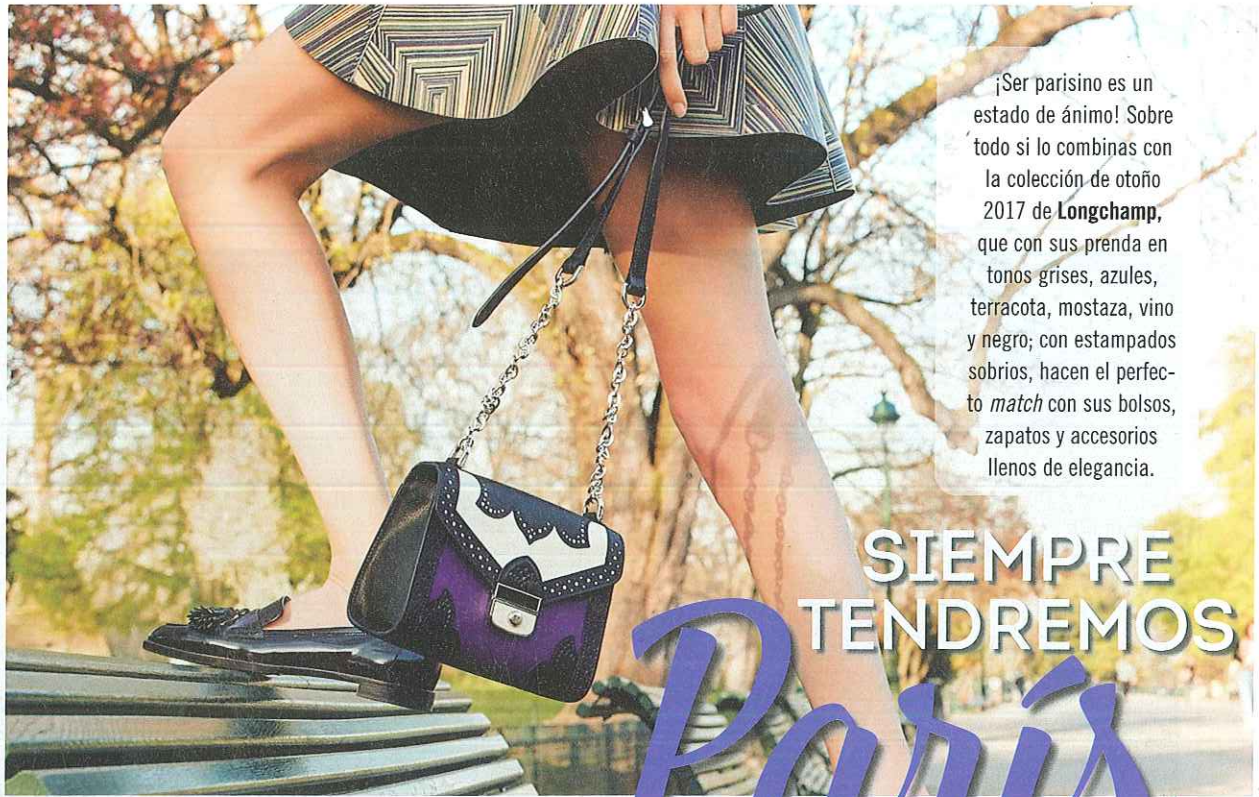 ¡Ser parisino es un
estado de ánimo! Sobre
todo si lo combinas con
la colección de otoño
2017 de Longchamp,
que con sus prenda en
tonos grises, azules,
terracota, mostaza, vino
y negro; con estampados
sobrios, hacen el perfec-
to match con sus bolsos,
zapatos y accesorios
llenos de elegancia.
SIEMPRE
TENDREMOS
París